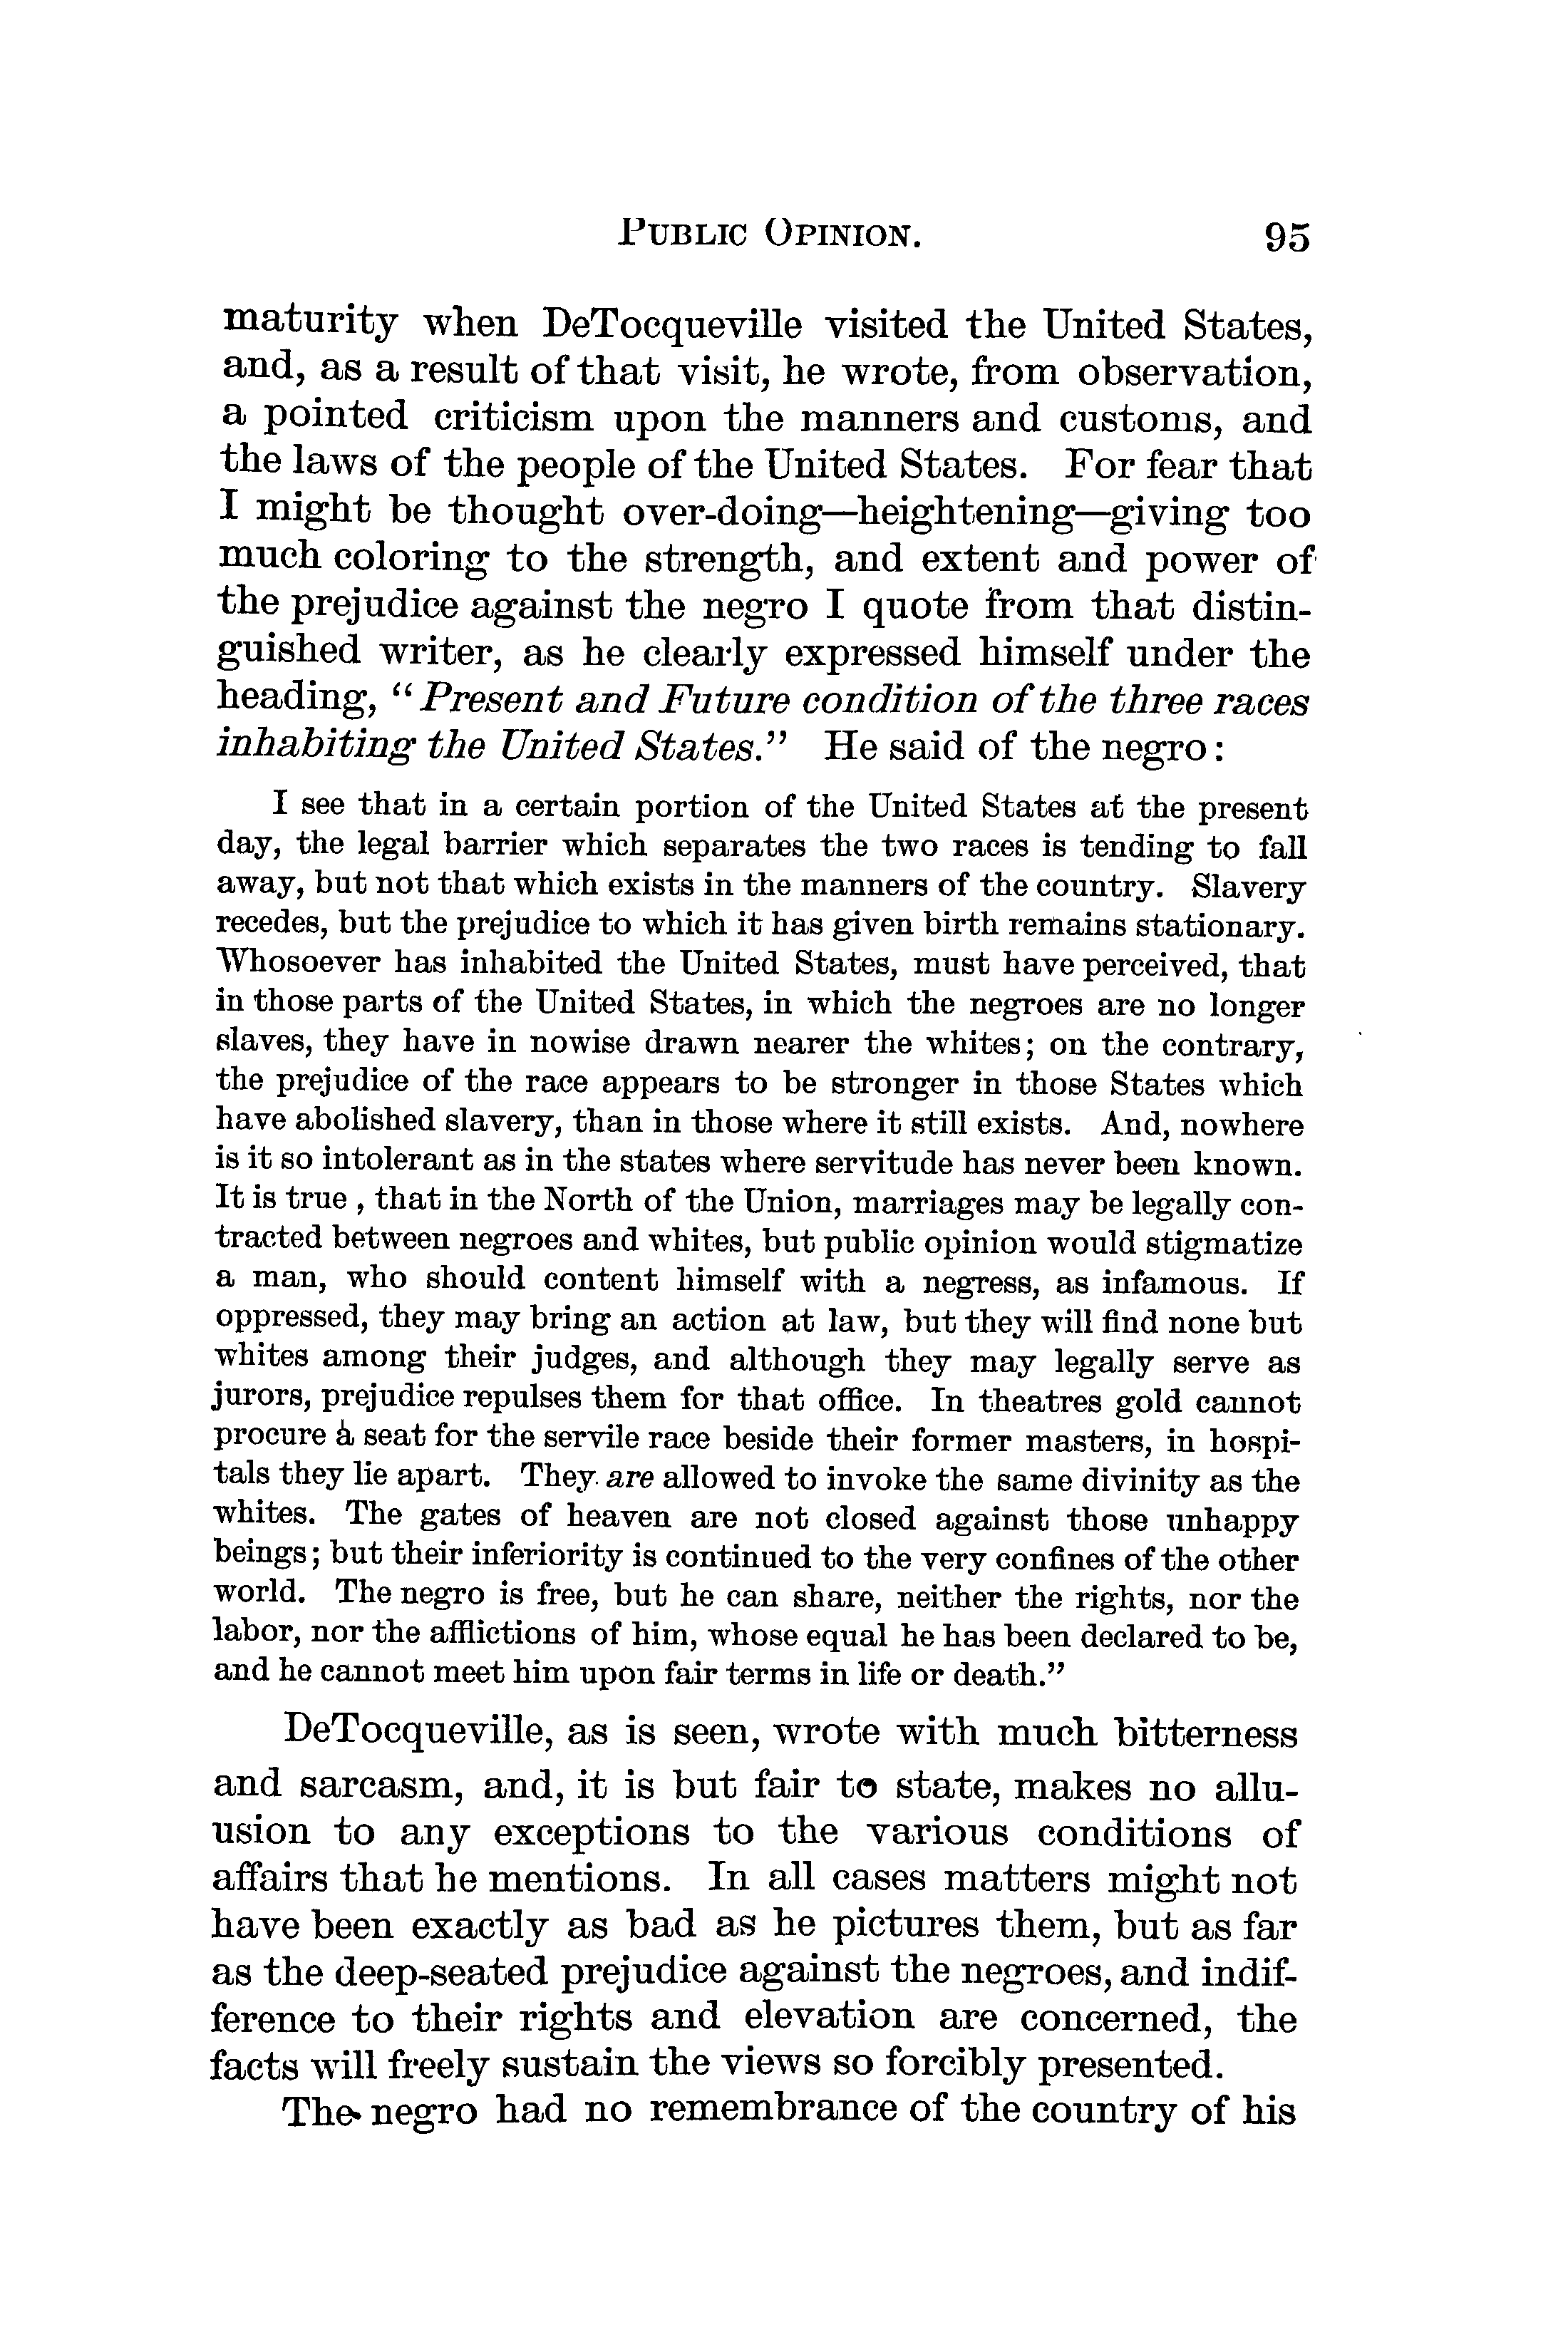 PUBLIC OPINION. 95
maturity when DeTocqueville visited the United States,
and, as a result of that visit, he wrote, from observation,
a pointed criticism upon the manners and customs, and
the laws of the people of the United States. For fear that
I might be thought over-doing—heightening—giving too
much coloring to the strength, and extent and power of
the prejudice against the negro I quote from that distin-
guished writer, as he clearly expressed himself under the
heading, “Present and Future condition of the three races
inhabiting the United States.” He said of the negro:
I see that in a certain portion of the United States at the present
day, the legal barrier which separates the two races is tending to fall
away, but not that which exists in the manners of the country. Slavery
recedes, but the prejudice to which it has given birth remains stationary.
Whosoever has inhabited the United States, must have perceived, that
in those parts of the United States, in which the negroes are no longer
slaves, they have in nowise drawn nearer the whites; on the contrary,
the prejudice of the race appears to be stronger in those States which
have abolished slavery, than in those where it still exists. And, nowhere
is it so intolerant as in the states where servitude has never been known.
It is true , that in the North of the Union, marriages may be legally con-
tracted between negroes and whites, but public opinion would stigmatize
a man, who should content himself with a negress, as infamous. If
oppressed, they may bring an action at law, but they will find none but
whites among their judges, and although they may legally serve as
jurors, prejudice repulses them for that office. In theatres gold cannot
procure a seat for the servile race beside their former masters, in hospi-
tals they lie apart. They are allowed to invoke the same divinity as the
whites. The gates of heaven are not closed against those unhappy
beings; but their inferiority is continued to the very confines of the other
world. The negro is free, but he can share, neither the rights, nor the
labor, nor the afflictions of him, whose equal he has been declared to be,
and he cannot meet him upon fair terms in life or death.”
DeTocqueville, as is seen, wrote with much bitterness
and sarcasm, and, it is but fair to state, makes no allu-
usion to any exceptions to the various conditions of
affairs that he mentions. In all cases matters might not
have been exactly as bad as he pictures them, but as far
as the deep-seated prejudice against the negroes, and indif-
ference to their rights and elevation are concerned, the
facts will freely sustain the views so forcibly presented.
The negro had no remembrance of the country of his